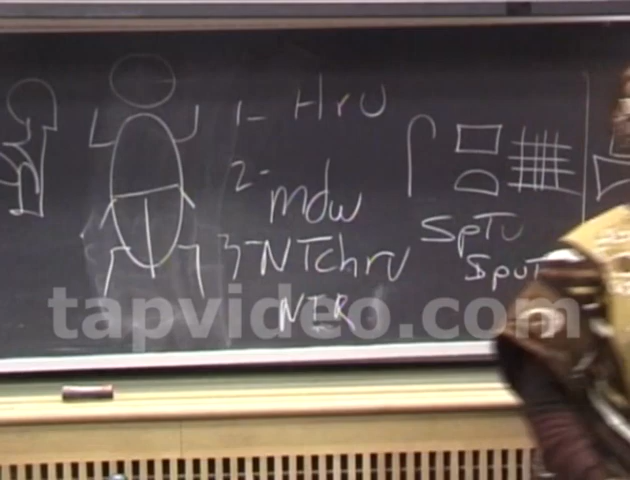 1- HrU
2- mdw
3- NTchrU
NTR
SpTU
Sput
tapvideo.com